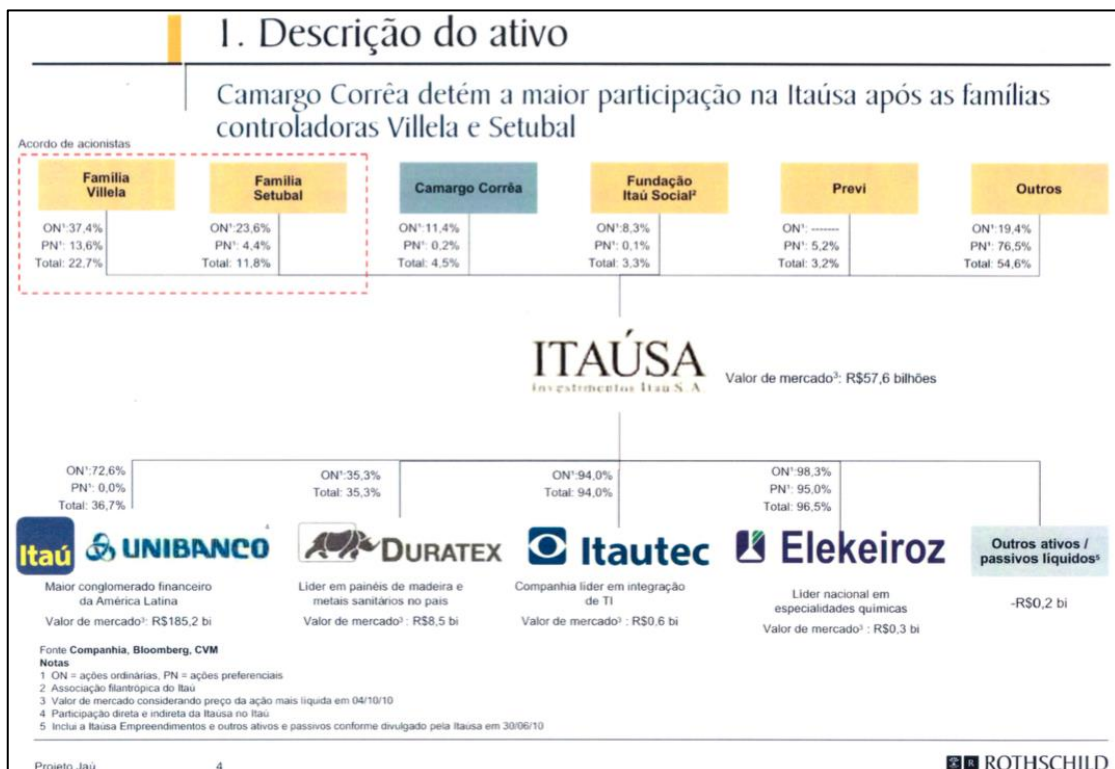 1. Descrição do ativo
Camargo Corrêa detém a maior participação na Itaúsa após as famílias
controladoras Villela e Setubal
Acordo de acionistas
Família
Villela
Família
Setubal
Camargo Corrêa
Fundação
Itaú Social²
Previ
Outros
ON¹:37,4%
PN¹: 13,6%
Total: 22,7%
ON¹:23,6%
PN¹: 4,4%
Total: 11,8%
ON¹:11,4%
PN¹: 0,2%
Total: 4,5%
ON¹:8,3%
PN¹: 0,1%
Total: 3,3%
ON¹: -------
PN¹: 5,2%
Total: 3,2%
ON¹:19,4%
PN¹: 76,5%
Total: 54,6%
ITAÚSA
Investimentos Itaú S.A.
Valor de mercado³: R$57,6 bilhões
ON¹:72,6%
PN¹: 0,0%
Total: 36,7%
ON¹:35,3%
Total: 35,3%
ON¹:94,0%
Total: 94,0%
ON¹:98,3%
PN¹: 95,0%
Total: 96,5%
Itaú
UNIBANCO
4
DURATEX
Itautec
Elekeiroz
Outros ativos /
passivos líquidos⁵
Maior conglomerado financeiro
da América Latina
Valor de mercado³: R$185,2 bi
Líder em painéis de madeira e
metais sanitários no país
Valor de mercado³ : R$8,5 bi
Companhia líder em integração
de TI
Valor de mercado³ : R$0,6 bi
Líder nacional em
especialidades químicas
Valor de mercado³ : R$0,3 bi
-R$0,2 bi
Fonte Companhia, Bloomberg, CVM
Notas
1 ON = ações ordinárias, PN = ações preferenciais
2 Associação filantrópica do Itaú
3 Valor de mercado considerando preço da ação mais líquida em 04/10/10
4 Participação direta e indireta da Itaúsa no Itaú
5 Inclui a Itaúsa Empreendimentos e outros ativos e passivos conforme divulgado pela Itaúsa em 30/06/10
Projeto Jaú
4
R ROTHSCHILD